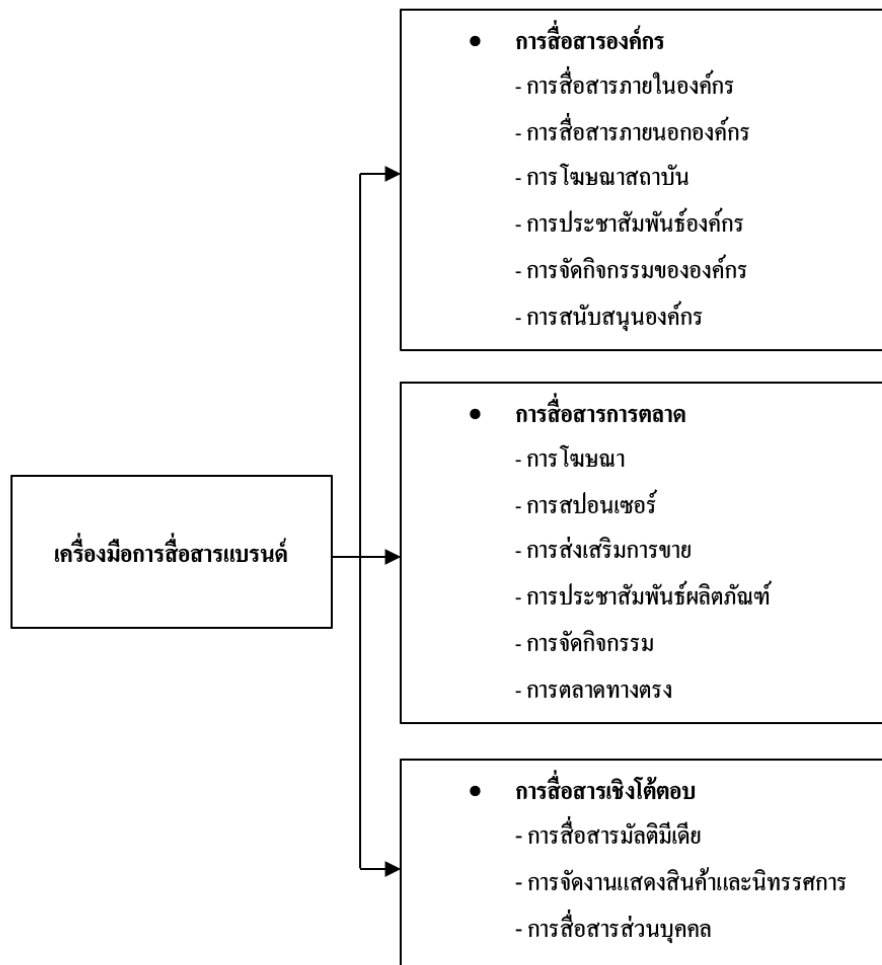 ● การสื่อสารองค์กร
- การสื่อสารภายในองค์กร
- การสื่อสารภายนอกองค์กร
- การโฆษณาสถาบัน
- การประชาสัมพันธ์องค์กร
- การจัดกิจกรรมขององค์กร
- การสนับสนุนองค์กร
เครื่องมือการสื่อสารแบรนด์
● การสื่อสารการตลาด
- การโฆษณา
- การสปอนเซอร์
- การส่งเสริมการขาย
- การประชาสัมพันธ์ผลิตภัณฑ์
- การจัดกิจกรรม
- การตลาดทางตรง
● การสื่อสารเชิงโต้ตอบ
- การสื่อสารมัลติมีเดีย
- การจัดงานแสดงสินค้าและนิทรรศการ
- การสื่อสารส่วนบุคคล